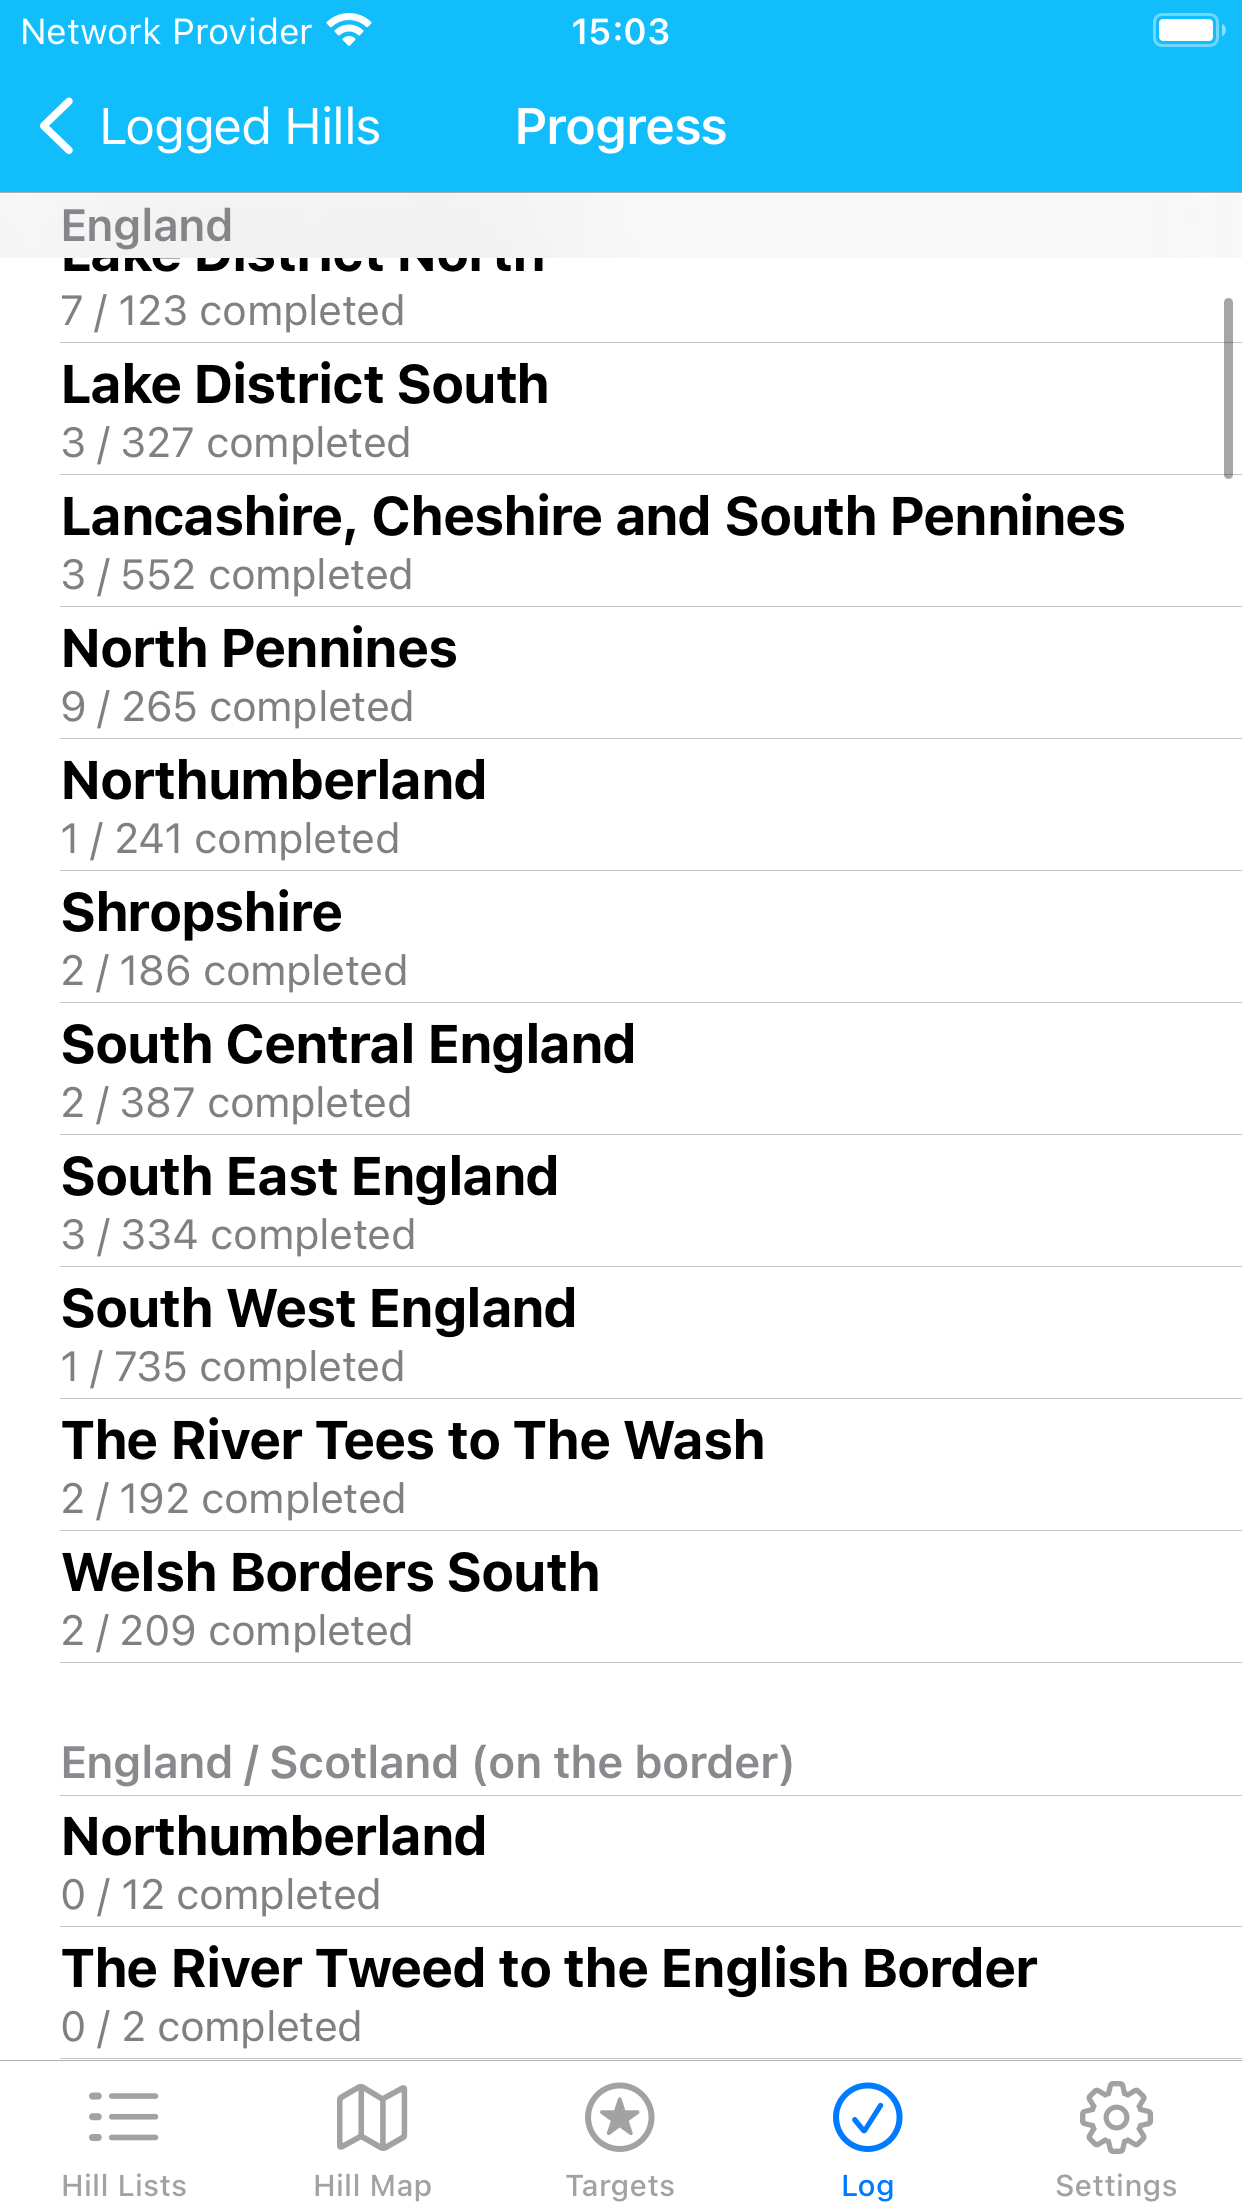 Network Provider 15:03
Logged Hills Progress
England
Lake District North
7 / 123 completed
Lake District South
3 / 327 completed
Lancashire, Cheshire and South Pennines
3 / 552 completed
North Pennines
9 / 265 completed
Northumberland
1 / 241 completed
Shropshire
2 / 186 completed
South Central England
2 / 387 completed
South East England
3 / 334 completed
South West England
1 / 735 completed
The River Tees to The Wash
2 / 192 completed
Welsh Borders South
2 / 209 completed
England / Scotland (on the border)
Northumberland
0 / 12 completed
The River Tweed to the English Border
0 / 2 completed
Hill Lists Hill Map Targets Log Settings